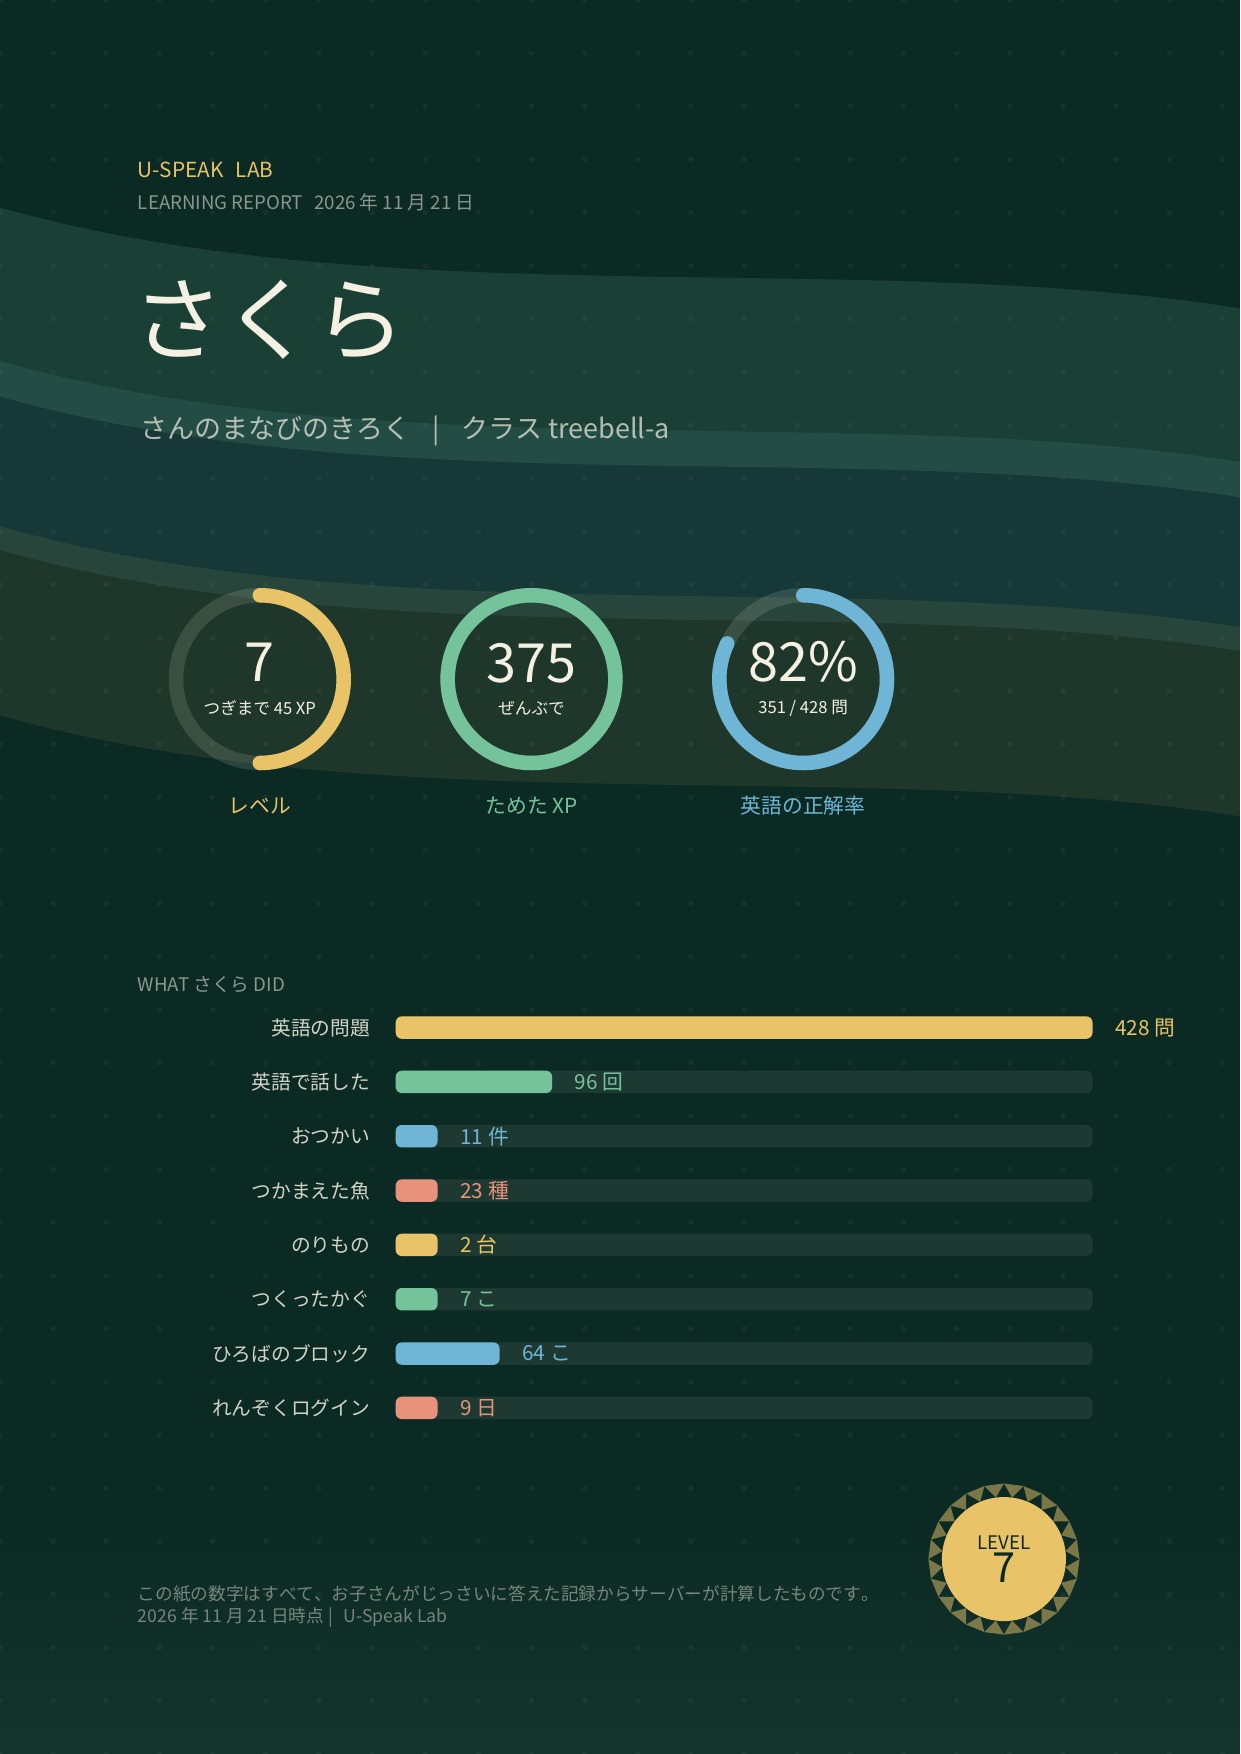 U-SPEAK LAB
LEARNING REPORT 2026年11月21日
さくら
さんのまなびのきろく | クラス treebell-a
7
つぎまで 45 XP
レベル
375
ぜんぶで
ためた XP
82%
351 / 428 問
英語の正解率
WHAT さくら DID
英語の問題 428 問
英語で話した 96 回
おつかい 11 件
つかまえた魚 23 種
のりもの 2 台
つくったかぐ 7 こ
ひろばのブロック 64 こ
れんぞくログイン 9 日
LEVEL
7
この紙の数字はすべて、お子さんがじっさいに答えた記録からサーバーが計算したものです。
2026年11月21日時点 | U-Speak Lab